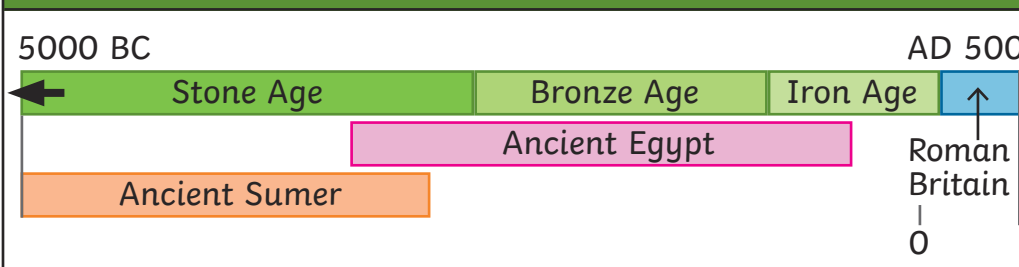 5000 BC
AD 500
Stone Age
Bronze Age
Iron Age
Ancient Egypt
Roman
Britain
Ancient Sumer
0